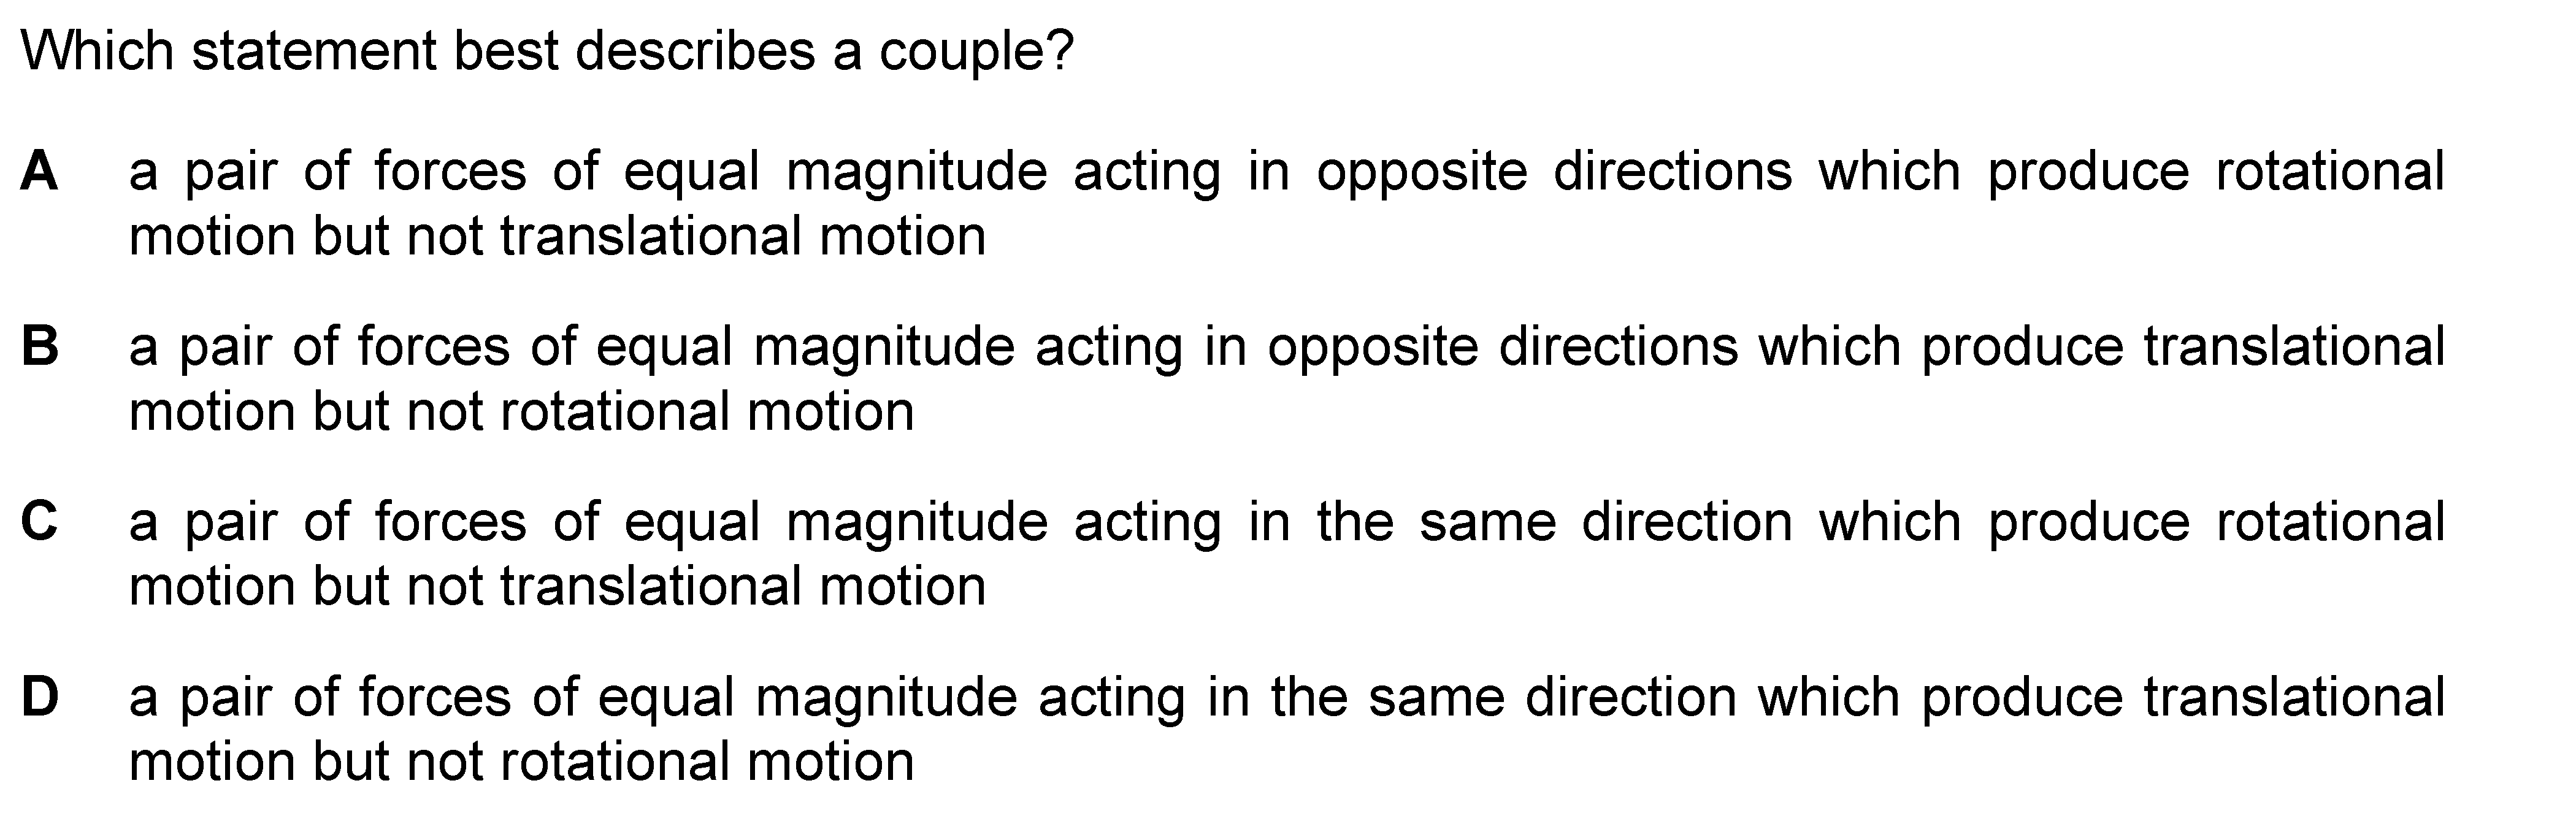 Which statement best describes a couple?
A a pair of forces of equal magnitude acting in opposite directions which produce rotational
motion but not translational motion
B a pair of forces of equal magnitude acting in opposite directions which produce translational
motion but not rotational motion
C a pair of forces of equal magnitude acting in the same direction which produce rotational
motion but not translational motion
D a pair of forces of equal magnitude acting in the same direction which produce translational
motion but not rotational motion